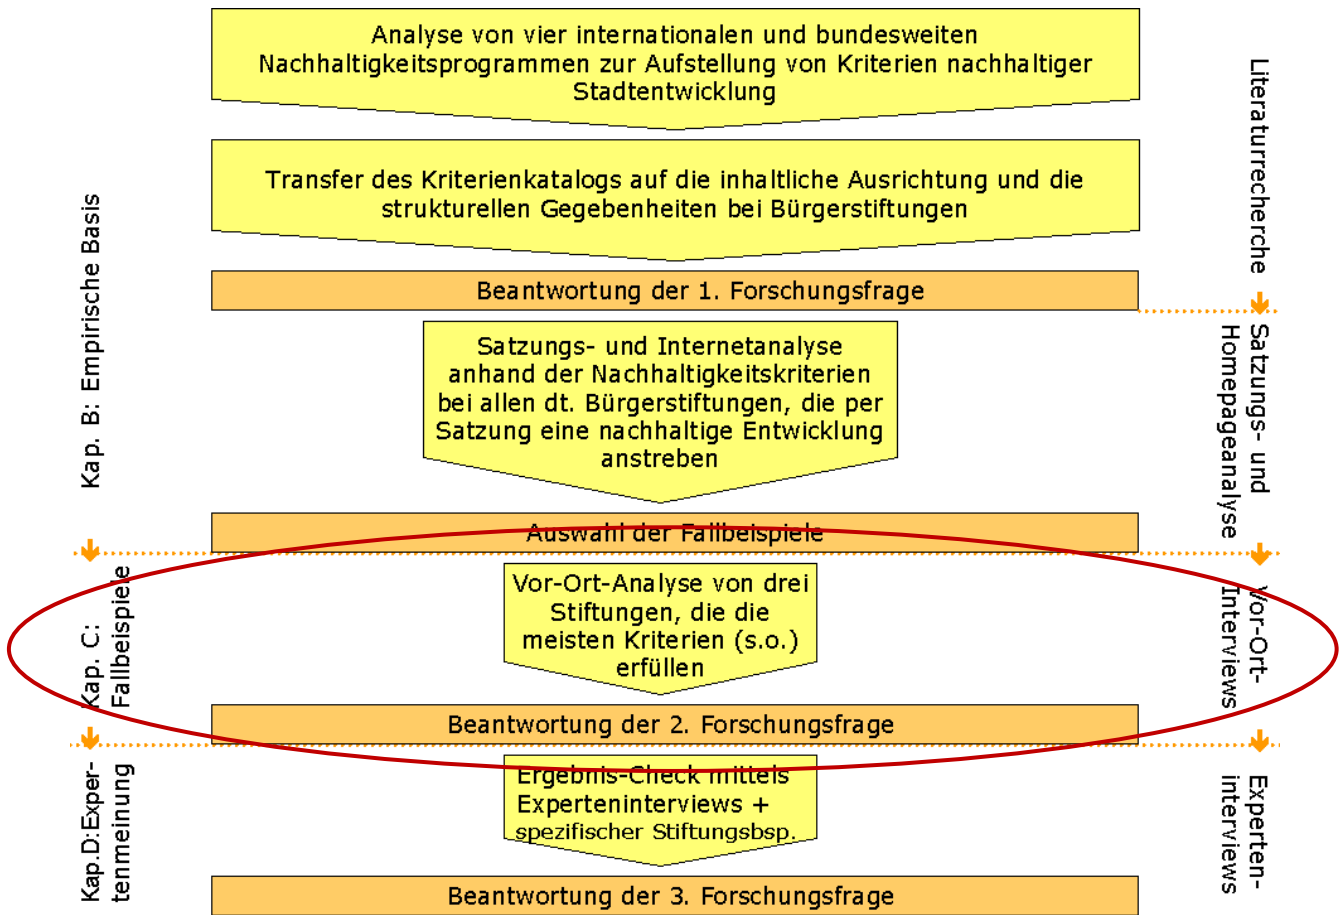 Analyse von vier internationalen und bundesweiten
Nachhaltigkeitsprogrammen zur Aufstellung von Kriterien nachhaltiger
Stadtentwicklung
Transfer des Kriterienkatalogs auf die inhaltliche Ausrichtung und die
strukturellen Gegebenheiten bei Bürgerstiftungen
Beantwortung der 1. Forschungsfrage
Kap. B: Empirische Basis
Literaturrecherche
Satzungs- und Internetanalyse
anhand der Nachhaltigkeitskriterien
bei allen dt. Bürgerstiftungen, die per
Satzung eine nachhaltige Entwicklung
anstreben
Satzungs- und
Homepageanalyse
Auswahl der Fallbeispiele
Kap. C:
Fallbeispiele
Vor-Ort-Analyse von drei
Stiftungen, die die
meisten Kriterien (s.o.)
erfüllen
Vor-Ort-
Interviews
Beantwortung der 2. Forschungsfrage
Kap.D:Exper-
tenmeinung
Ergebnis-Check mittels
Experteninterviews +
spezifischer Stiftungsbsp.
Experten-
interviews
Beantwortung der 3. Forschungsfrage